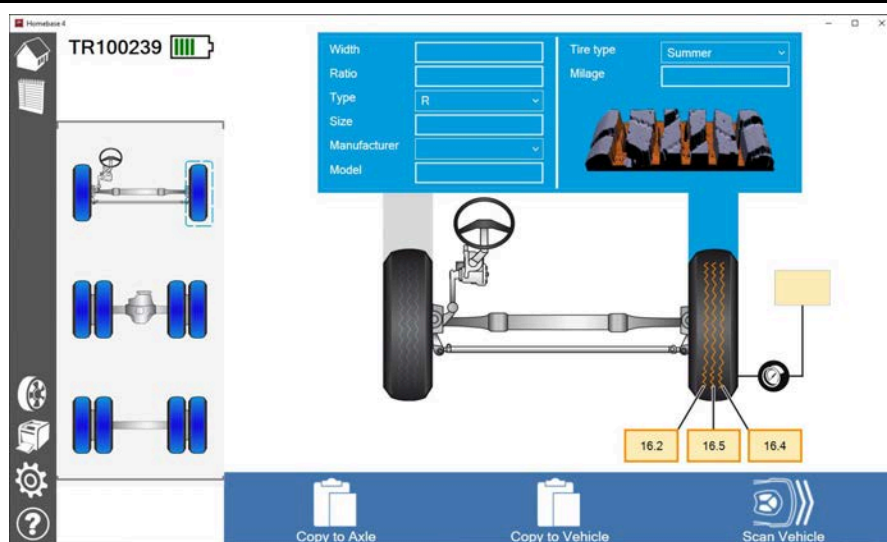 Homebase 4
TR100239
Width
Ratio
Type R
Size
Manufacturer
Model
Tire type Summer
Milage
16.2 16.5 16.4
Copy to Axle Copy to Vehicle Scan Vehicle